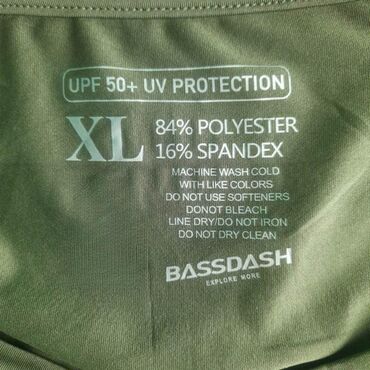 UPF 50+ UV PROTECTION
XL 84% POLYESTER
16% SPANDEX
MACHINE WASH COLD
WITH LIKE COLORS
DO NOT USE SOFTENERS
DONOT BLEACH
LINE DRY/DO NOT IRON
DO NOT DRY CLEAN
BASSDASH
EXPLORE MORE